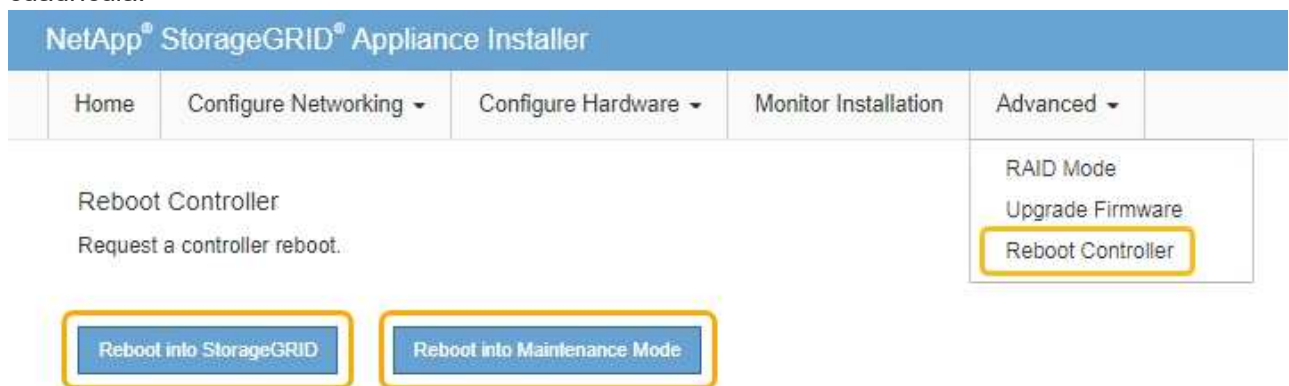 NetApp® StorageGRID® Appliance Installer
Home Configure Networking Configure Hardware Monitor Installation Advanced
RAID Mode
Upgrade Firmware
Reboot Controller
Reboot Controller
Request a controller reboot.
Reboot into StorageGRID Reboot into Maintenance Mode